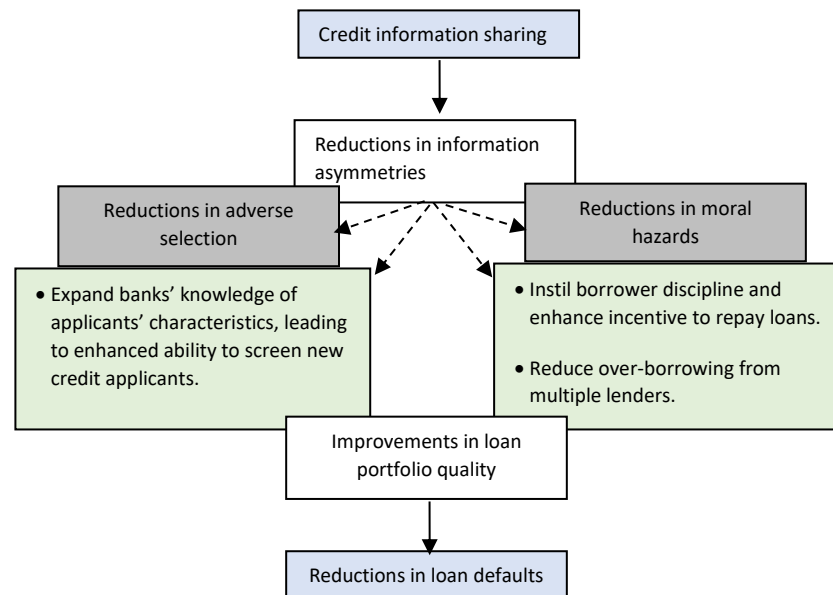 Credit information sharing
Reductions in information
asymmetries
Reductions in adverse
selection
Reductions in moral
hazards
• Expand banks’ knowledge of
applicants’ characteristics, leading
to enhanced ability to screen new
credit applicants.
• Instil borrower discipline and
enhance incentive to repay loans.
• Reduce over-borrowing from
multiple lenders.
Improvements in loan
portfolio quality
Reductions in loan defaults